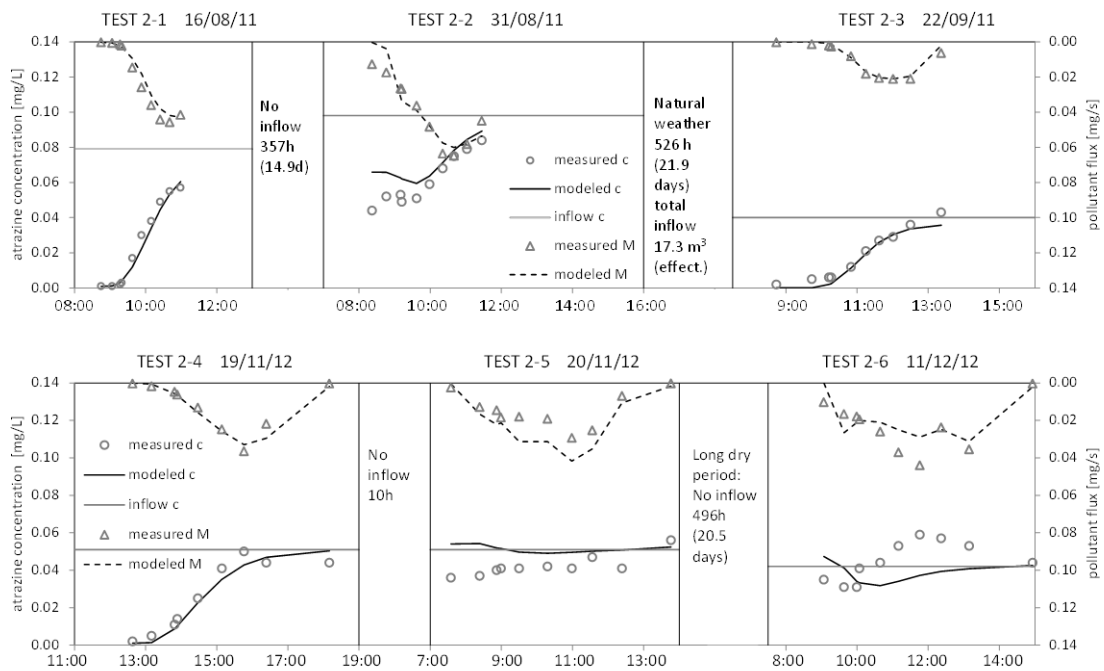 TEST 2-1 16/08/11
TEST 2-2 31/08/11
TEST 2-3 22/09/11
atrazine concentration [mg/L]
0.14
0.12
0.10
0.08
0.06
0.04
0.02
0.00
08:00
10:00
12:00
No
inflow
357h
(14.9d)
08:00
10:00
12:00
14:00
16:00
measured c
modeled c
inflow c
measured M
modeled M
Natural
weather
526 h
(21.9
days)
total
inflow
17.3 m³
(effect.)
9:00
11:00
13:00
15:00
0.00
0.02
0.04
0.06
0.08
0.10
0.12
0.14
pollutant flux [mg/s]
TEST 2-4 19/11/12
TEST 2-5 20/11/12
TEST 2-6 11/12/12
atrazine concentration [mg/L]
0.14
0.12
0.10
0.08
0.06
0.04
0.02
0.00
measured c
modeled c
inflow c
measured M
modeled M
11:00
13:00
15:00
17:00
19:00
No
inflow
10h
7:00
9:00
11:00
13:00
Long dry
period:
No inflow
496h
(20.5
days)
8:00
10:00
12:00
14:00
0.00
0.02
0.04
0.06
0.08
0.10
0.12
0.14
pollutant flux [mg/s]